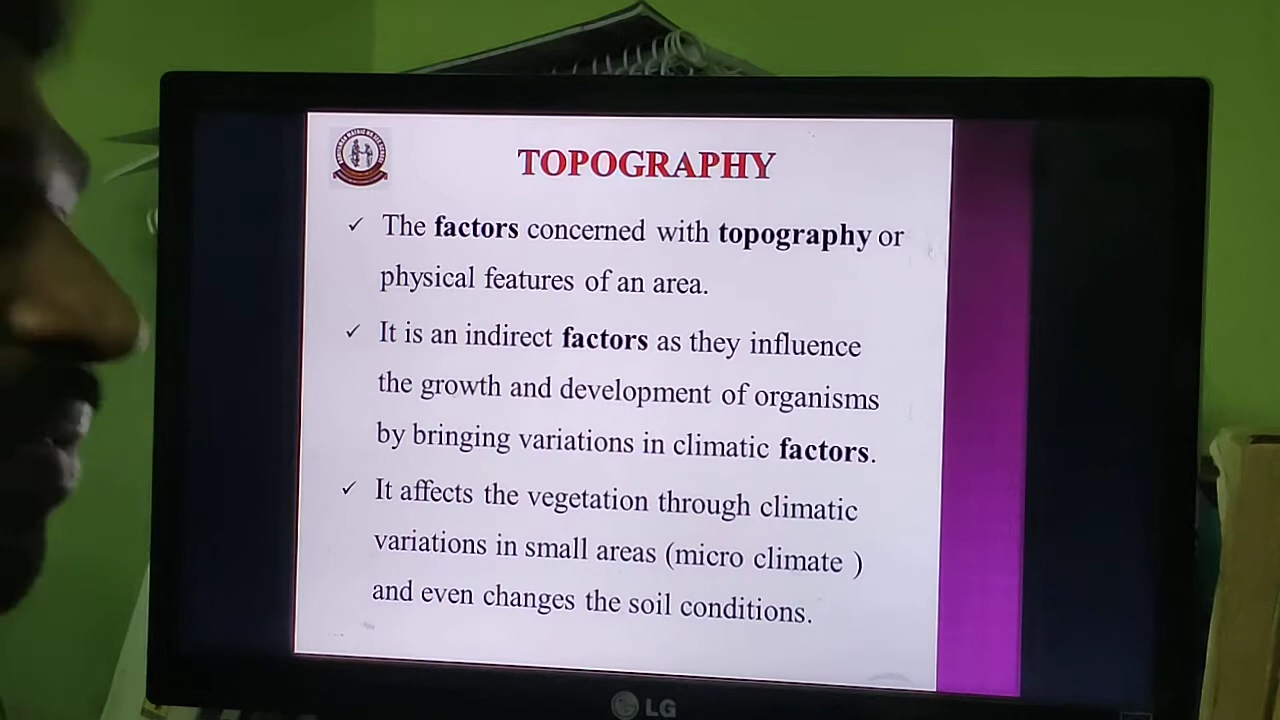 TOPOGRAPHY
✓ The factors concerned with topography or
physical features of an area.
✓ It is an indirect factors as they influence
the growth and development of organisms
by bringing variations in climatic factors.
✓ It affects the vegetation through climatic
variations in small areas (micro climate )
and even changes the soil conditions.
LG